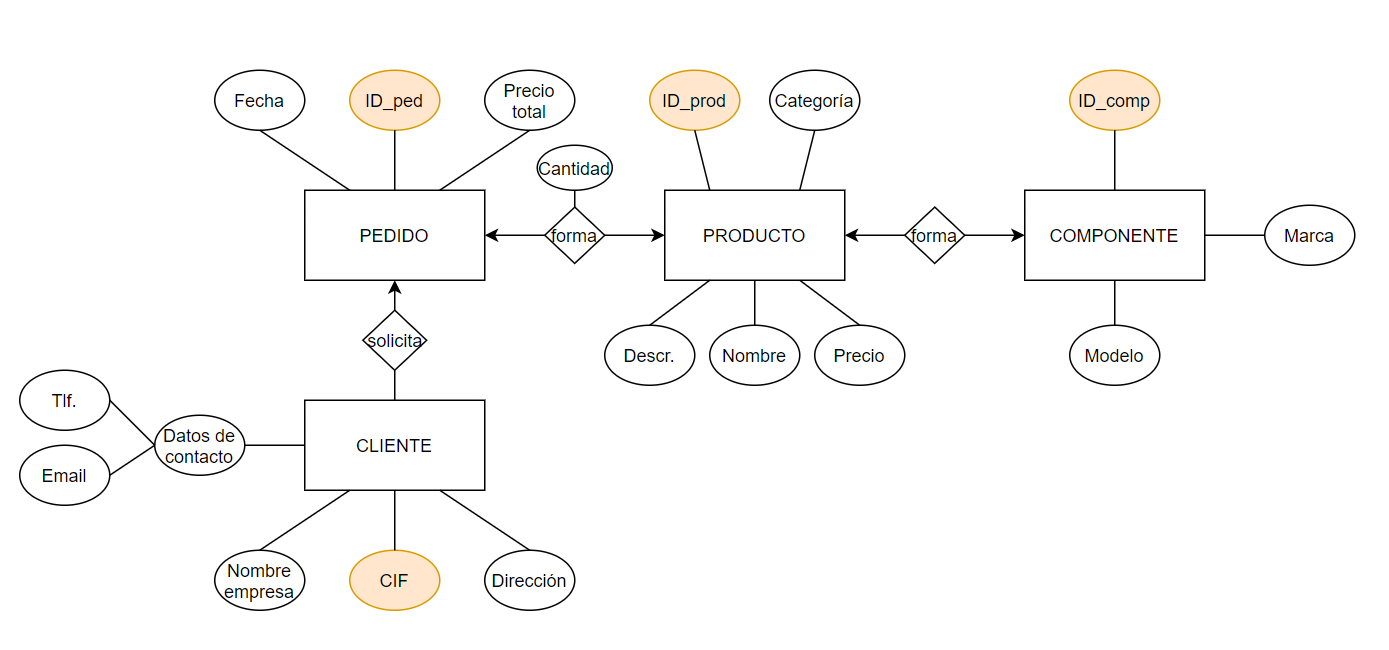 Fecha
ID_ped
Precio
total
ID_prod
Categoría
ID_comp
Cantidad
PEDIDO
forma
PRODUCTO
forma
COMPONENTE
Marca
solicita
Descr.
Nombre
Precio
Modelo
Tlf.
Datos de
contacto
CLIENTE
Email
Nombre
empresa
CIF
Dirección